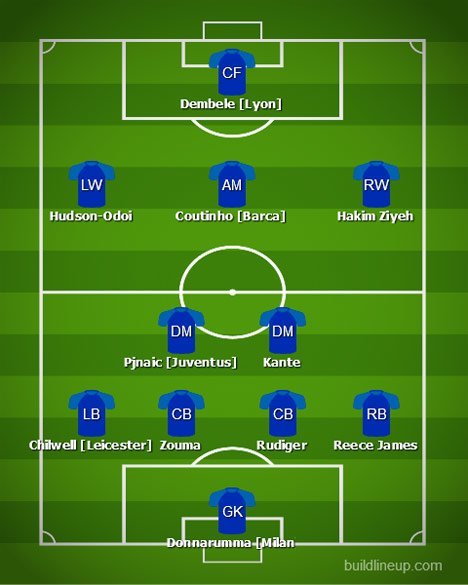 CF
Dembele [Lyon]
LW AM RW
Hudson-Odoi Coutinho [Barca] Hakim Ziyeh
DM DM
Pjnaic [Juventus] Kante
LB CB CB RB
Chilwell [Leicester] Zouma Rudiger Reece James
GK
Donnarumma [Milan
buildlineup.com